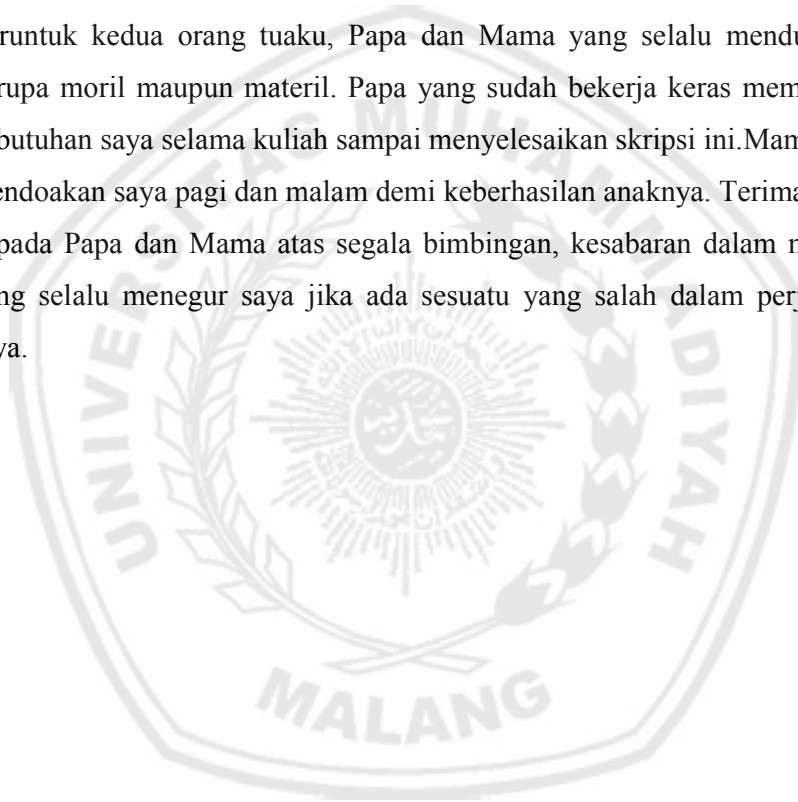 runtuk kedua orang tuaku, Papa dan Mama yang selalu mendu
rupa moril maupun materil. Papa yang sudah bekerja keras mem
butuhan saya selama kuliah sampai menyelesaikan skripsi ini.Mam
endoakan saya pagi dan malam demi keberhasilan anaknya. Terima
pada Papa dan Mama atas segala bimbingan, kesabaran dalam m
ng selalu menegur saya jika ada sesuatu yang salah dalam perj
ya.
UNIVERSITAS MUHAMMADIYAH
MALANG